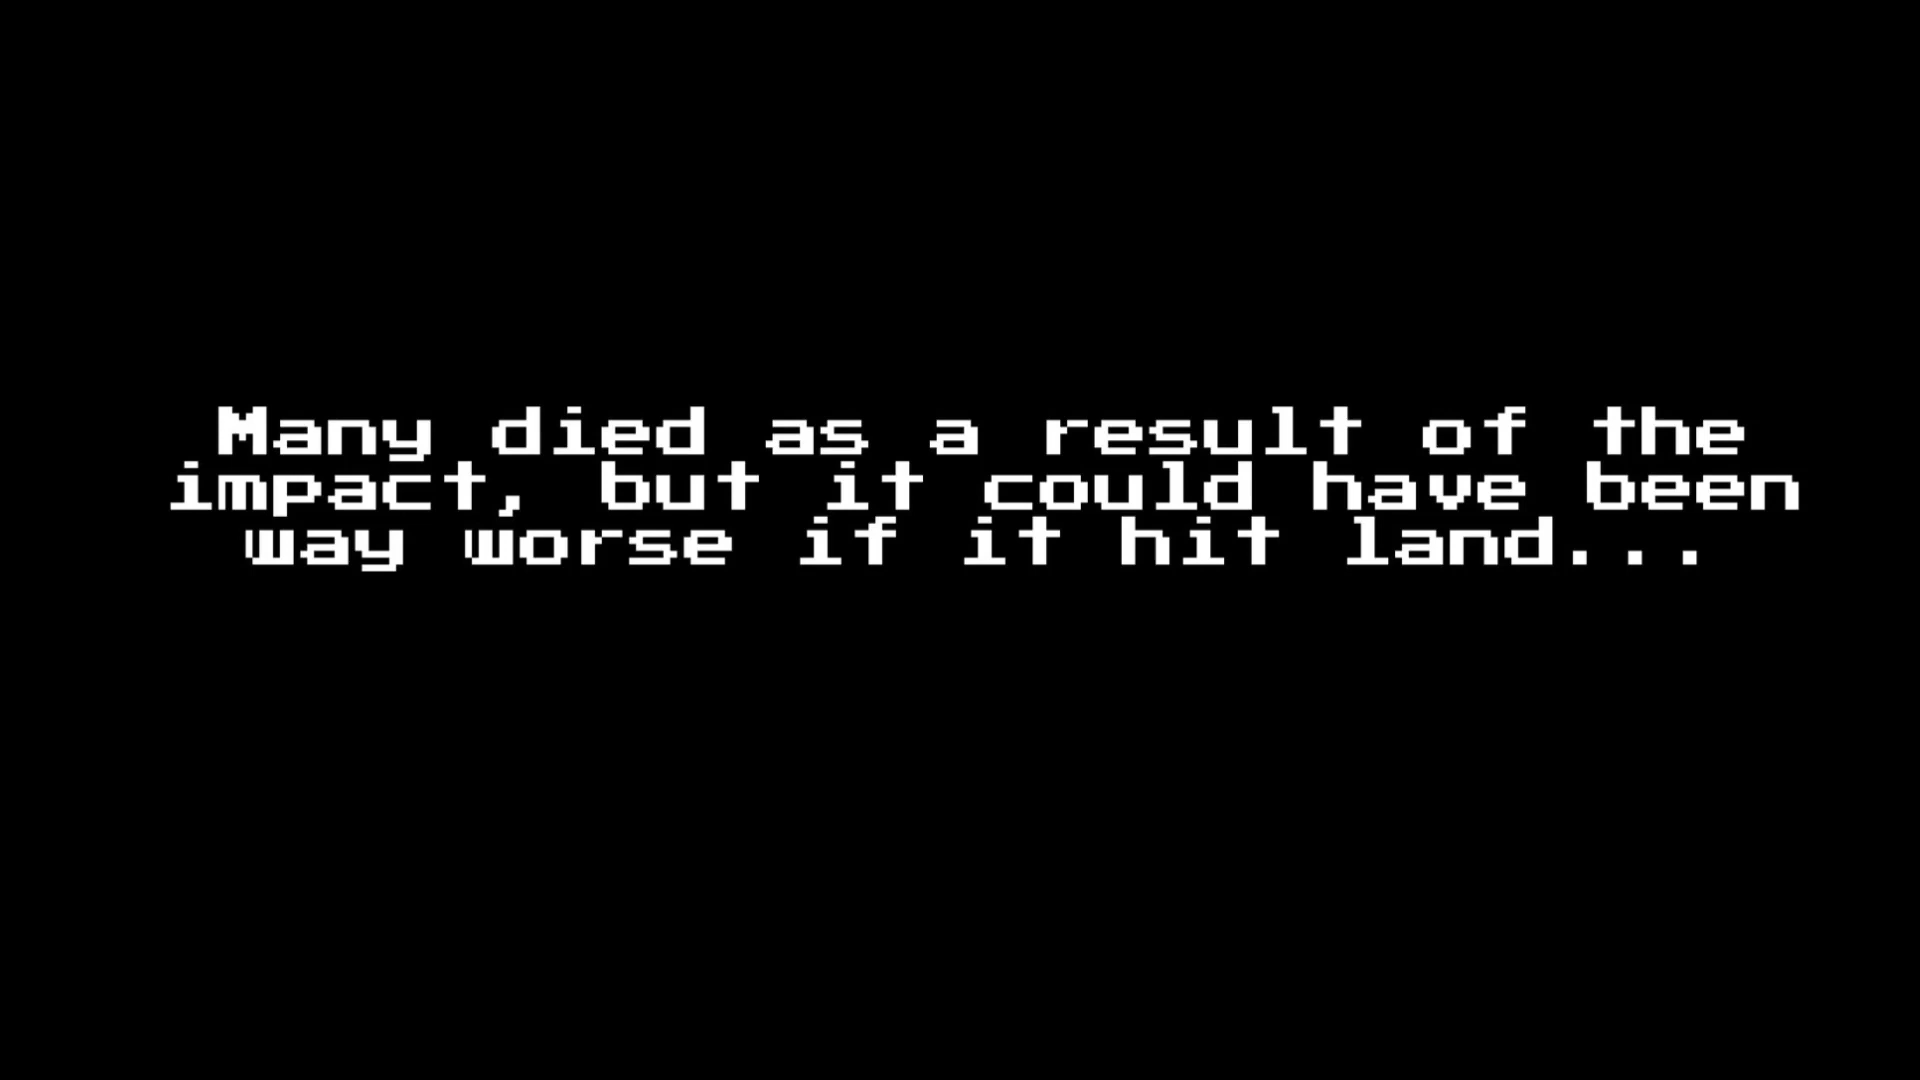 Many died as a result of the
impact, but it could have been
way worse if it hit land...